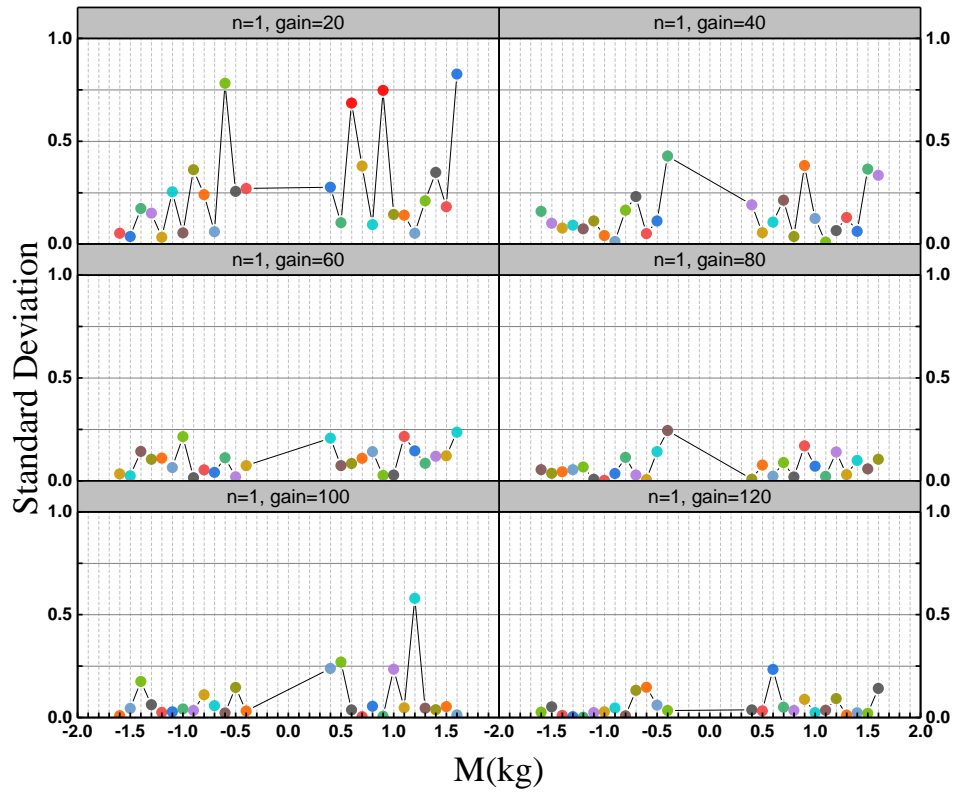 n=1, gain=20 n=1, gain=40
1.0 1.0
0.5 0.5
0.0 0.0
n=1, gain=60 n=1, gain=80
1.0 1.0
0.5 0.5
0.0 0.0
n=1, gain=100 n=1, gain=120
1.0 1.0
0.5 0.5
0.0 0.0
-2.0 -1.5 -1.0 -0.5 0.0 0.5 1.0 1.5 -2.0 -1.5 -1.0 -0.5 0.0 0.5 1.0 1.5 2.0
Standard Deviation
M(kg)